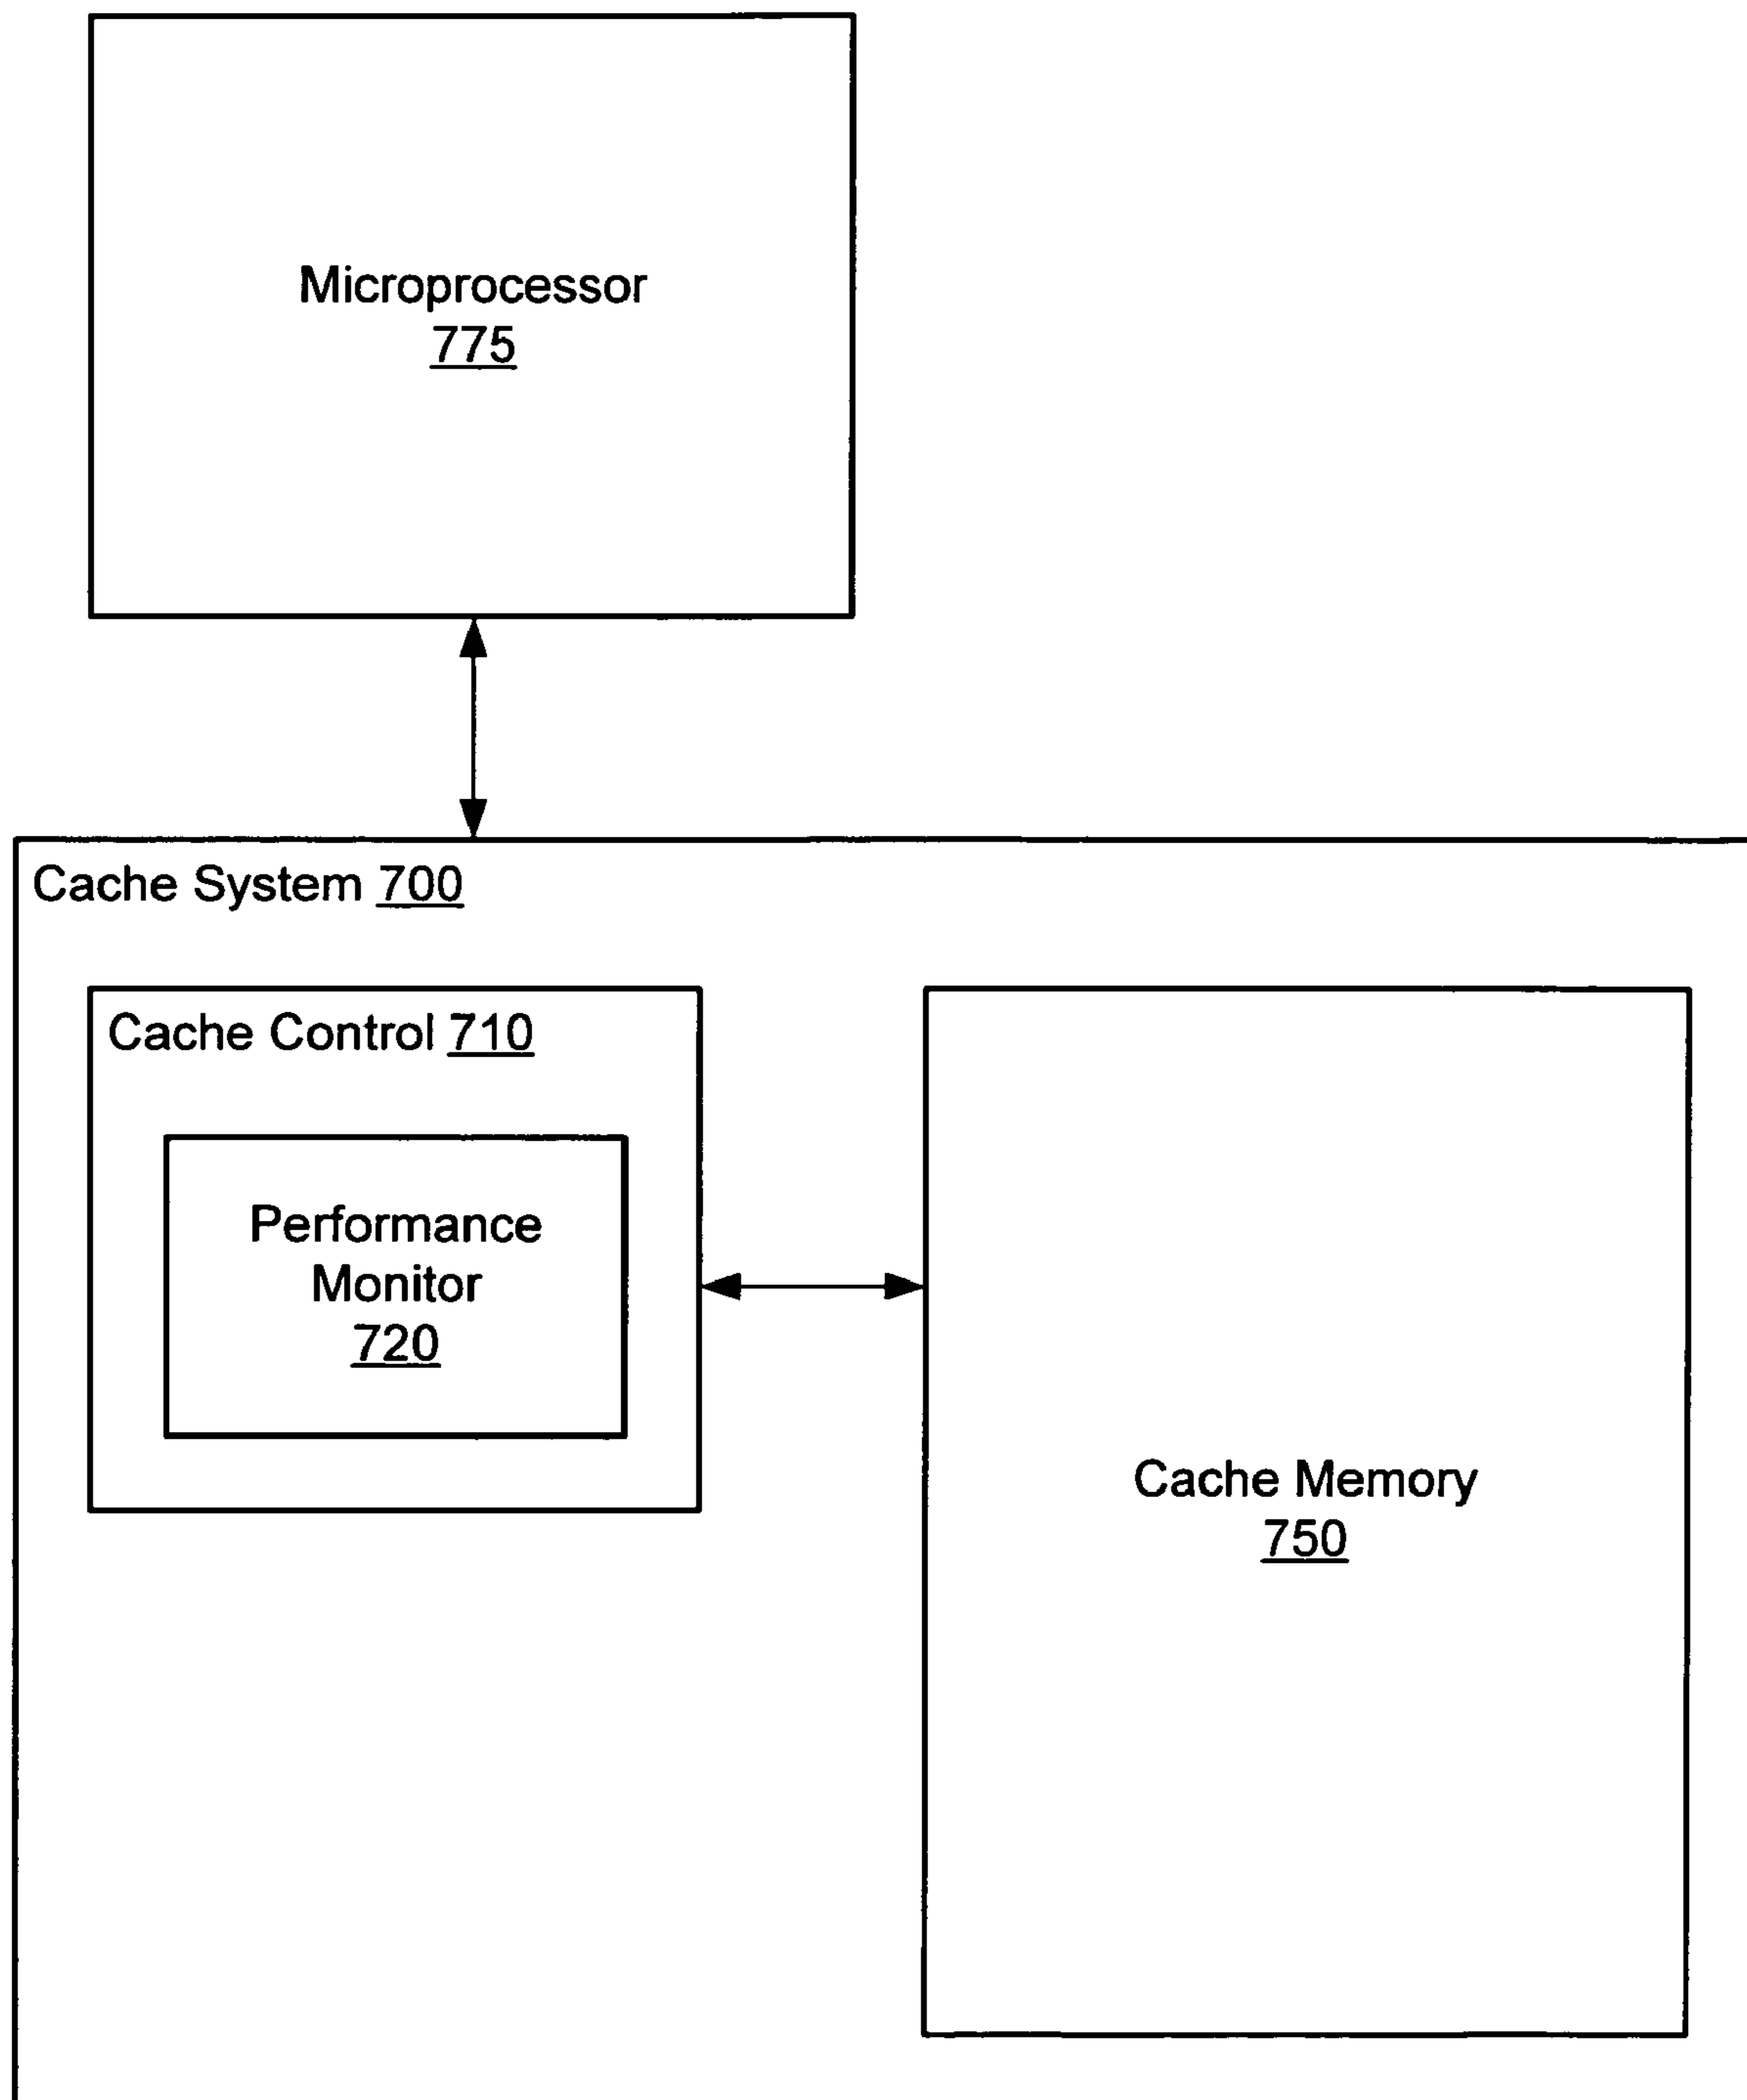 Microprocessor
775
Cache System 700
Cache Control 710
Performance
Monitor
720
Cache Memory
750